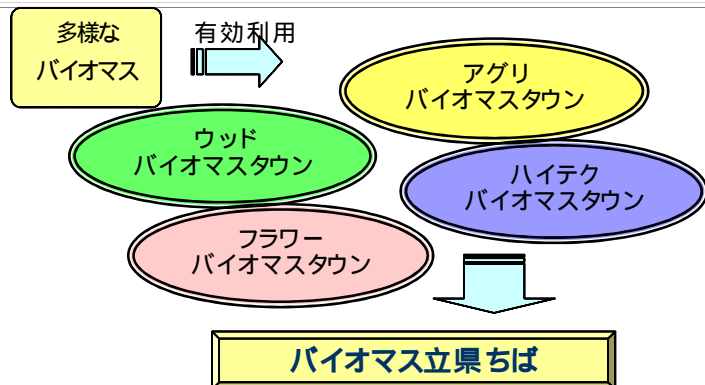 多様な
バイオマス
有効利用
アグリ
バイオマスタウン
ウッド
バイオマスタウン
ハイテク
バイオマスタウン
フラワー
バイオマスタウン
バイオマス立県ちば